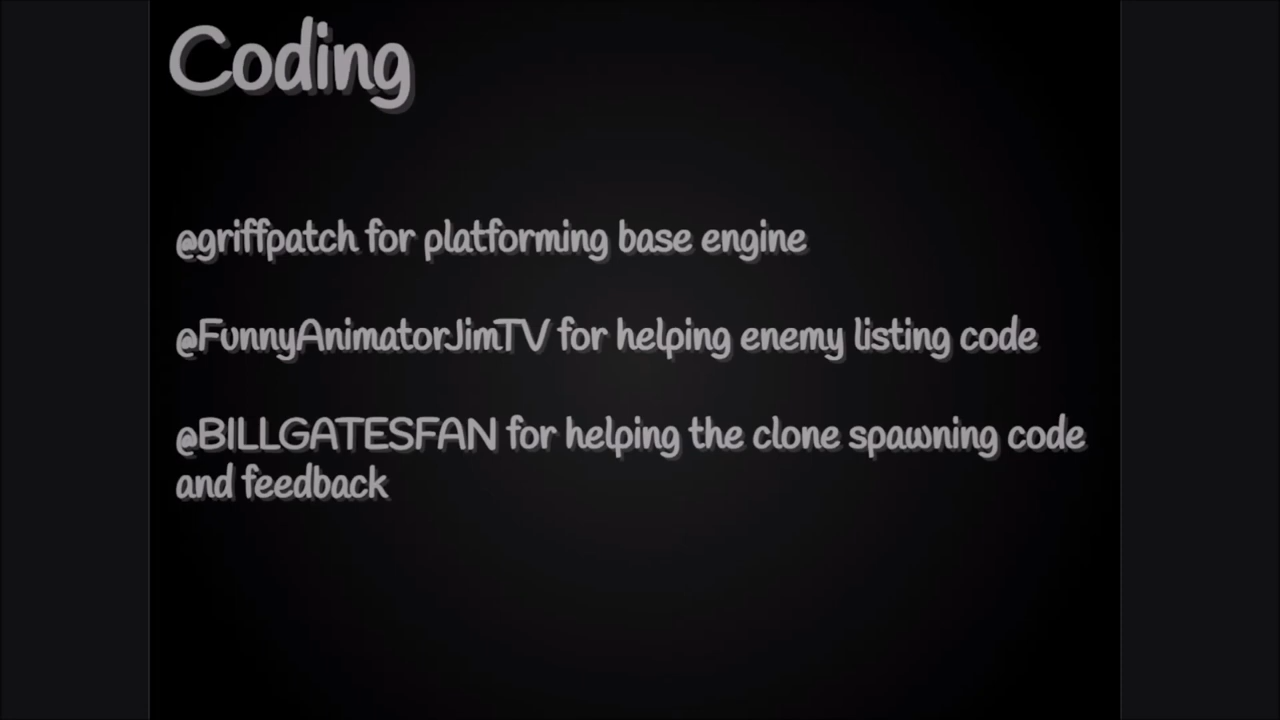 Coding
@griffpatch for platforming base engine
@FunnyAnimatorJimTV for helping enemy listing code
@BILLGATESFAN for helping the clone spawning code
and feedback